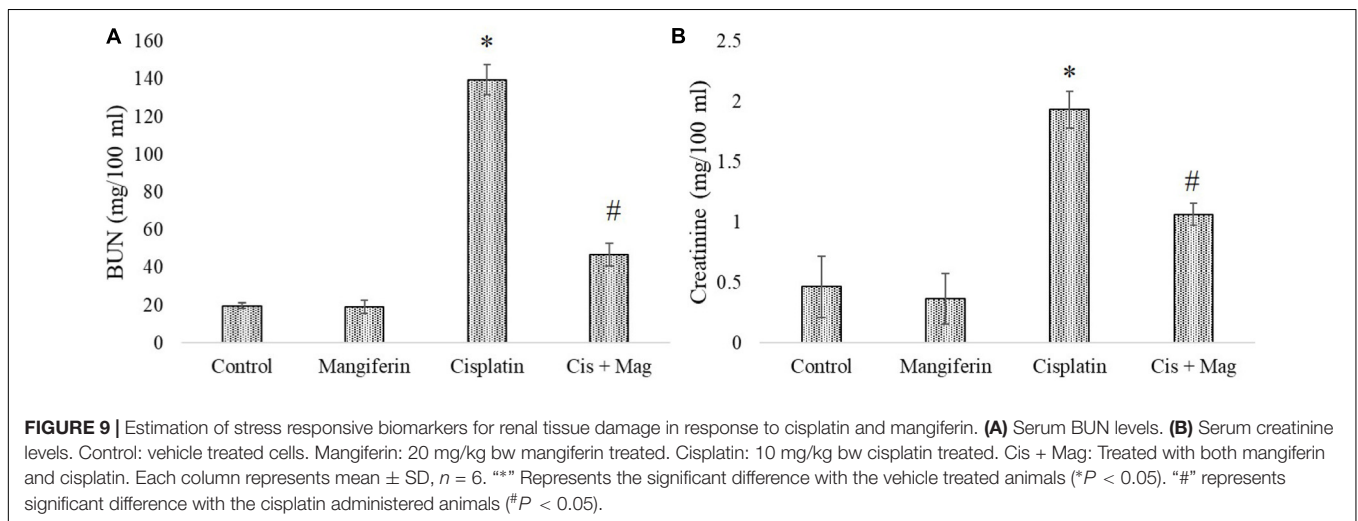 A
BUN (mg/100 ml)
160
140
120
100
80
60
40
20
0
*
#
Control Mangiferin Cisplatin Cis + Mag
B
Creatinine (mg/100 ml)
2.5
2
1.5
1
0.5
0
*
#
Control Mangiferin Cisplatin Cis + Mag
FIGURE 9 | Estimation of stress responsive biomarkers for renal tissue damage in response to cisplatin and mangiferin. (A) Serum BUN levels. (B) Serum creatinine
levels. Control: vehicle treated cells. Mangiferin: 20 mg/kg bw mangiferin treated. Cisplatin: 10 mg/kg bw cisplatin treated. Cis + Mag: Treated with both mangiferin
and cisplatin. Each column represents mean ± SD, n = 6. “*” Represents the significant difference with the vehicle treated animals (*P < 0.05). “#” represents
significant difference with the cisplatin administered animals (#P < 0.05).